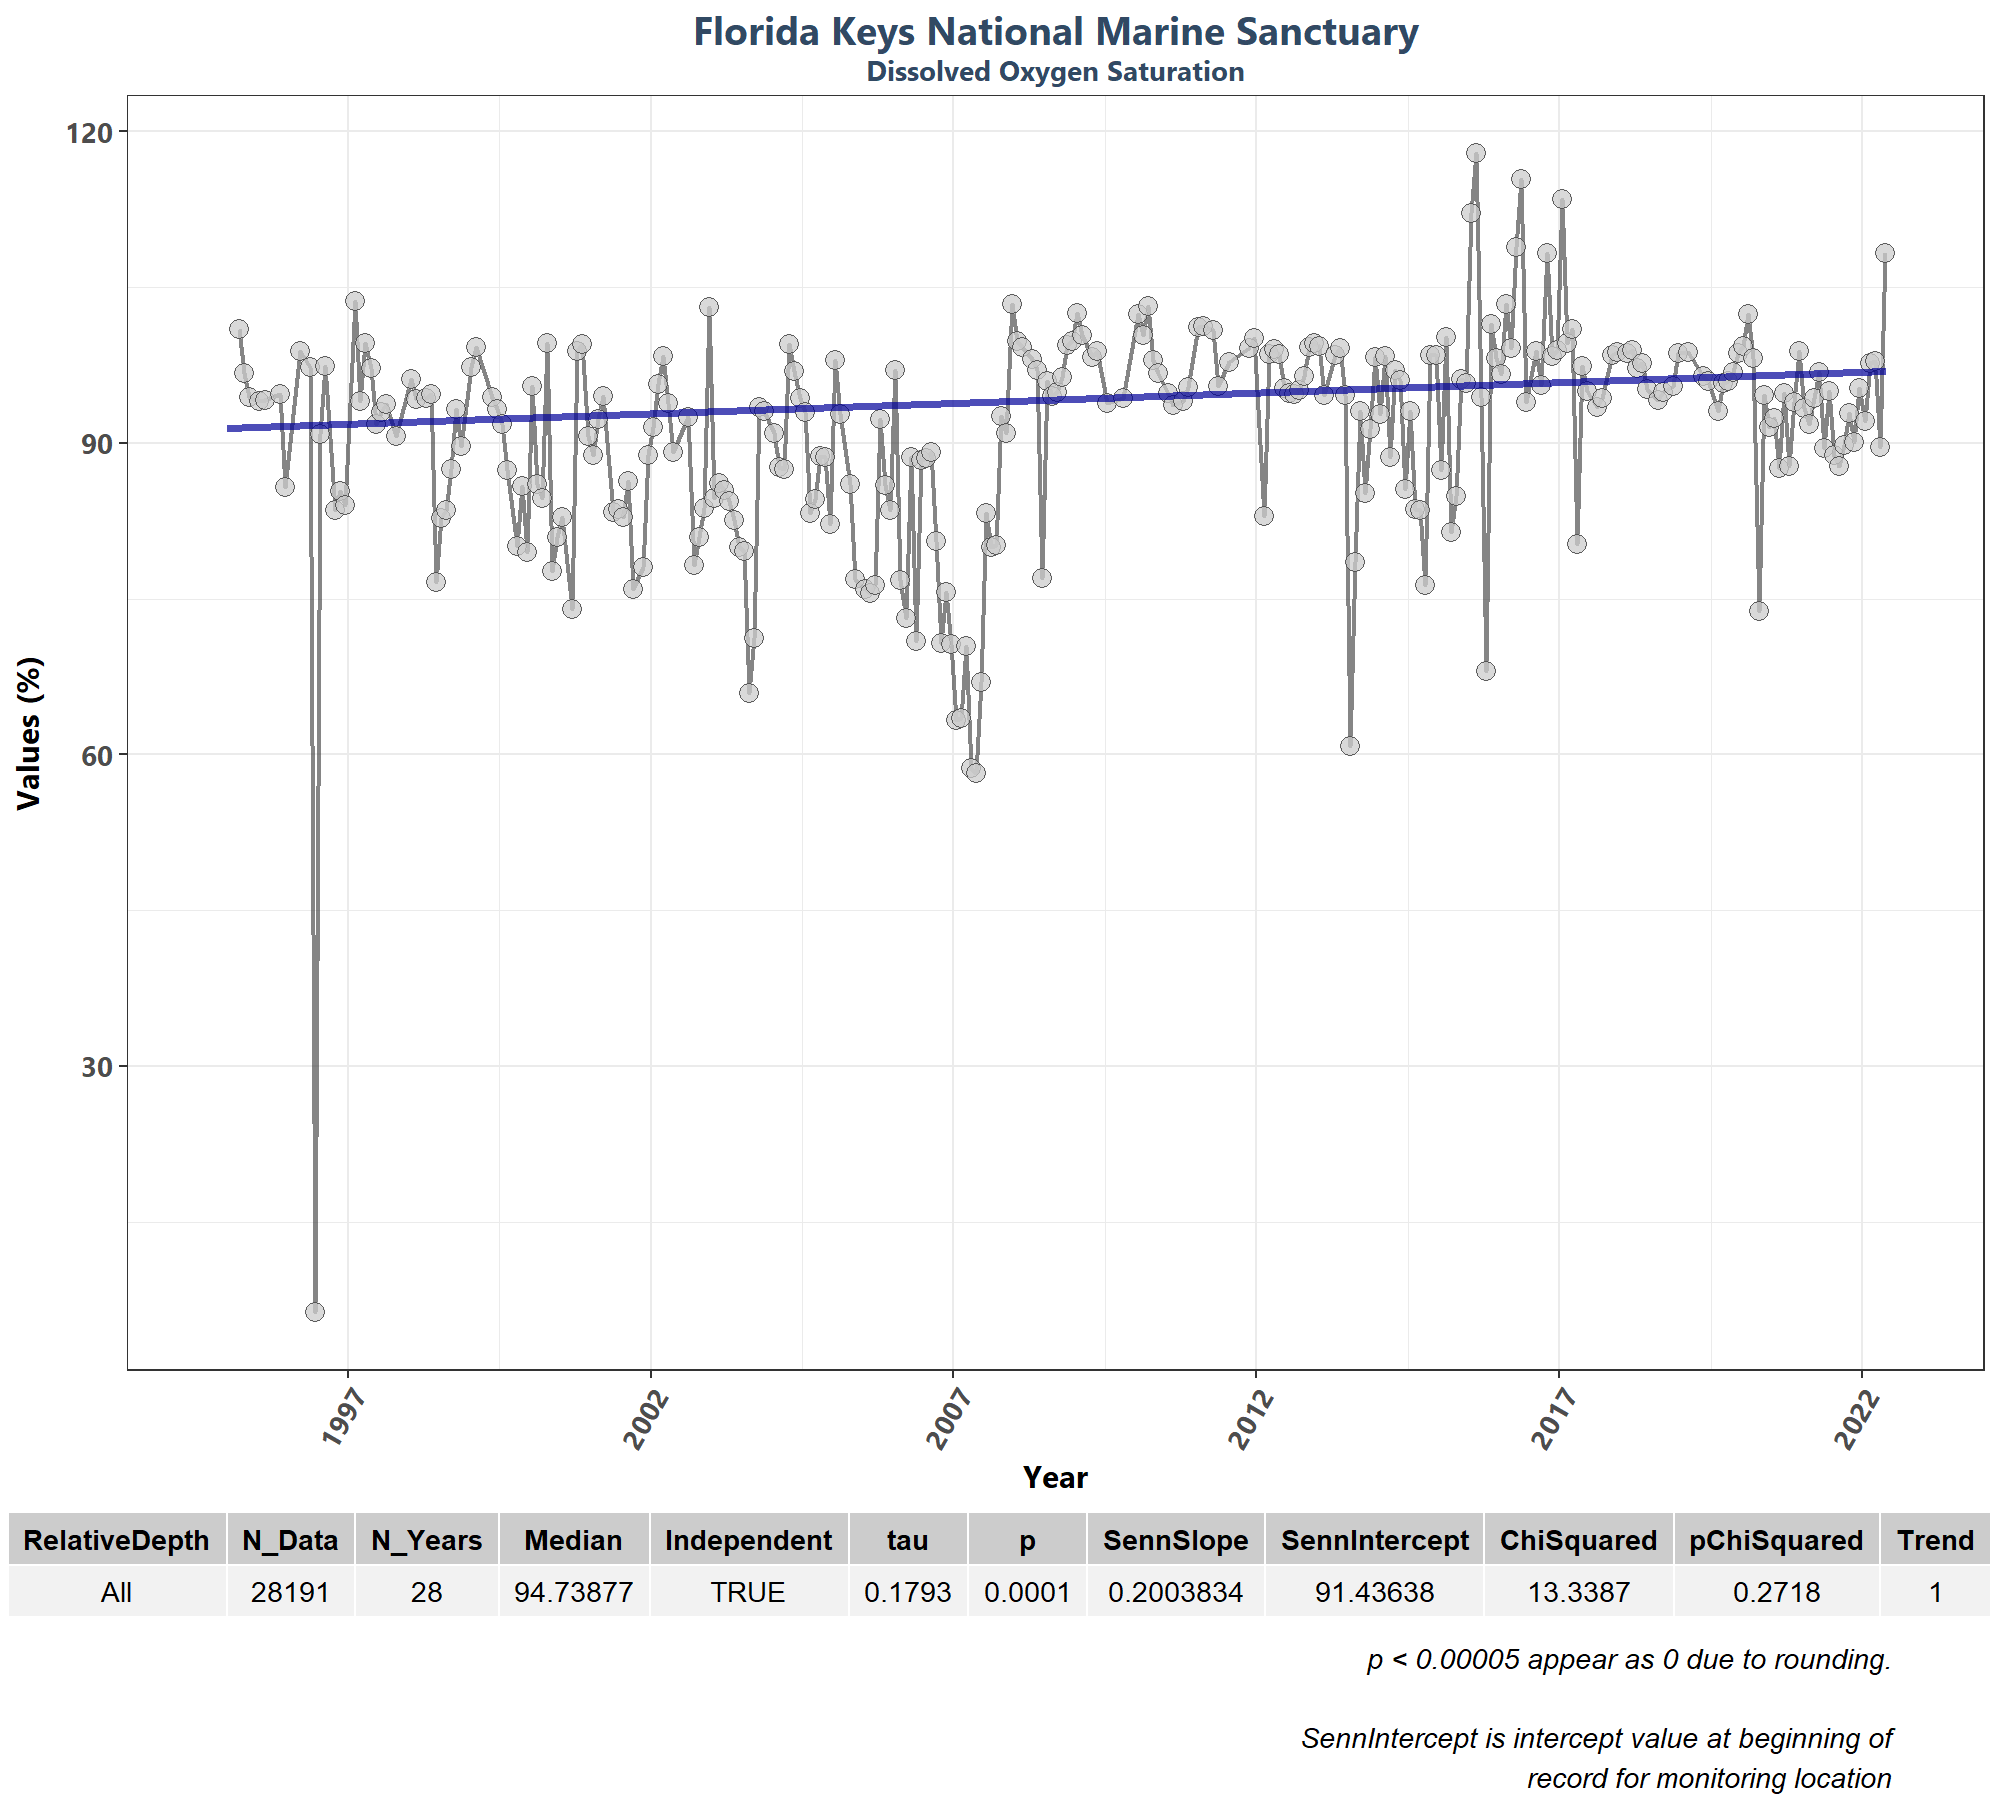 Florida Keys National Marine Sanctuary
Dissolved Oxygen Saturation
120
90
60
30
Values (%)
1997 2002 2007 2012 2017 2022
Year
RelativeDepth N_Data N_Years Median Independent tau p SennSlope SennIntercept ChiSquared pChiSquared Trend
All 28191 28 94.73877 TRUE 0.1793 0.0001 0.2003834 91.43638 13.3387 0.2718 1
p < 0.00005 appear as 0 due to rounding.
SennIntercept is intercept value at beginning of
record for monitoring location